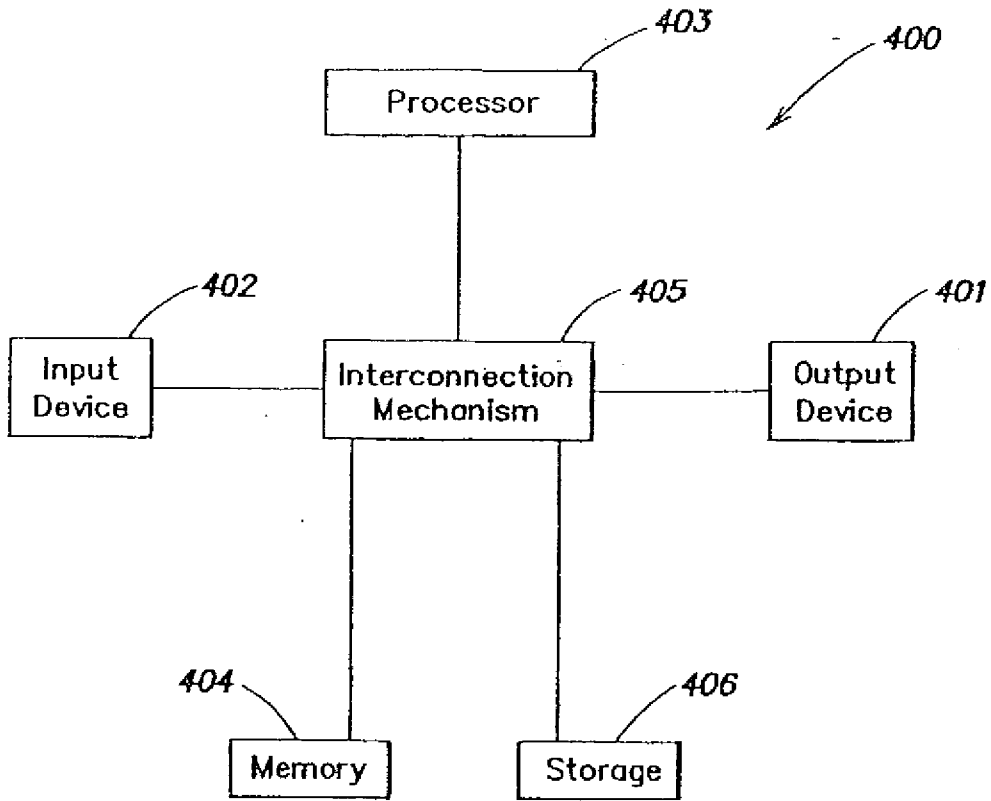 403
400
Processor
402
405
401
Input
Device
Interconnection
Mechanism
Output
Device
404
406
Memory
Storage